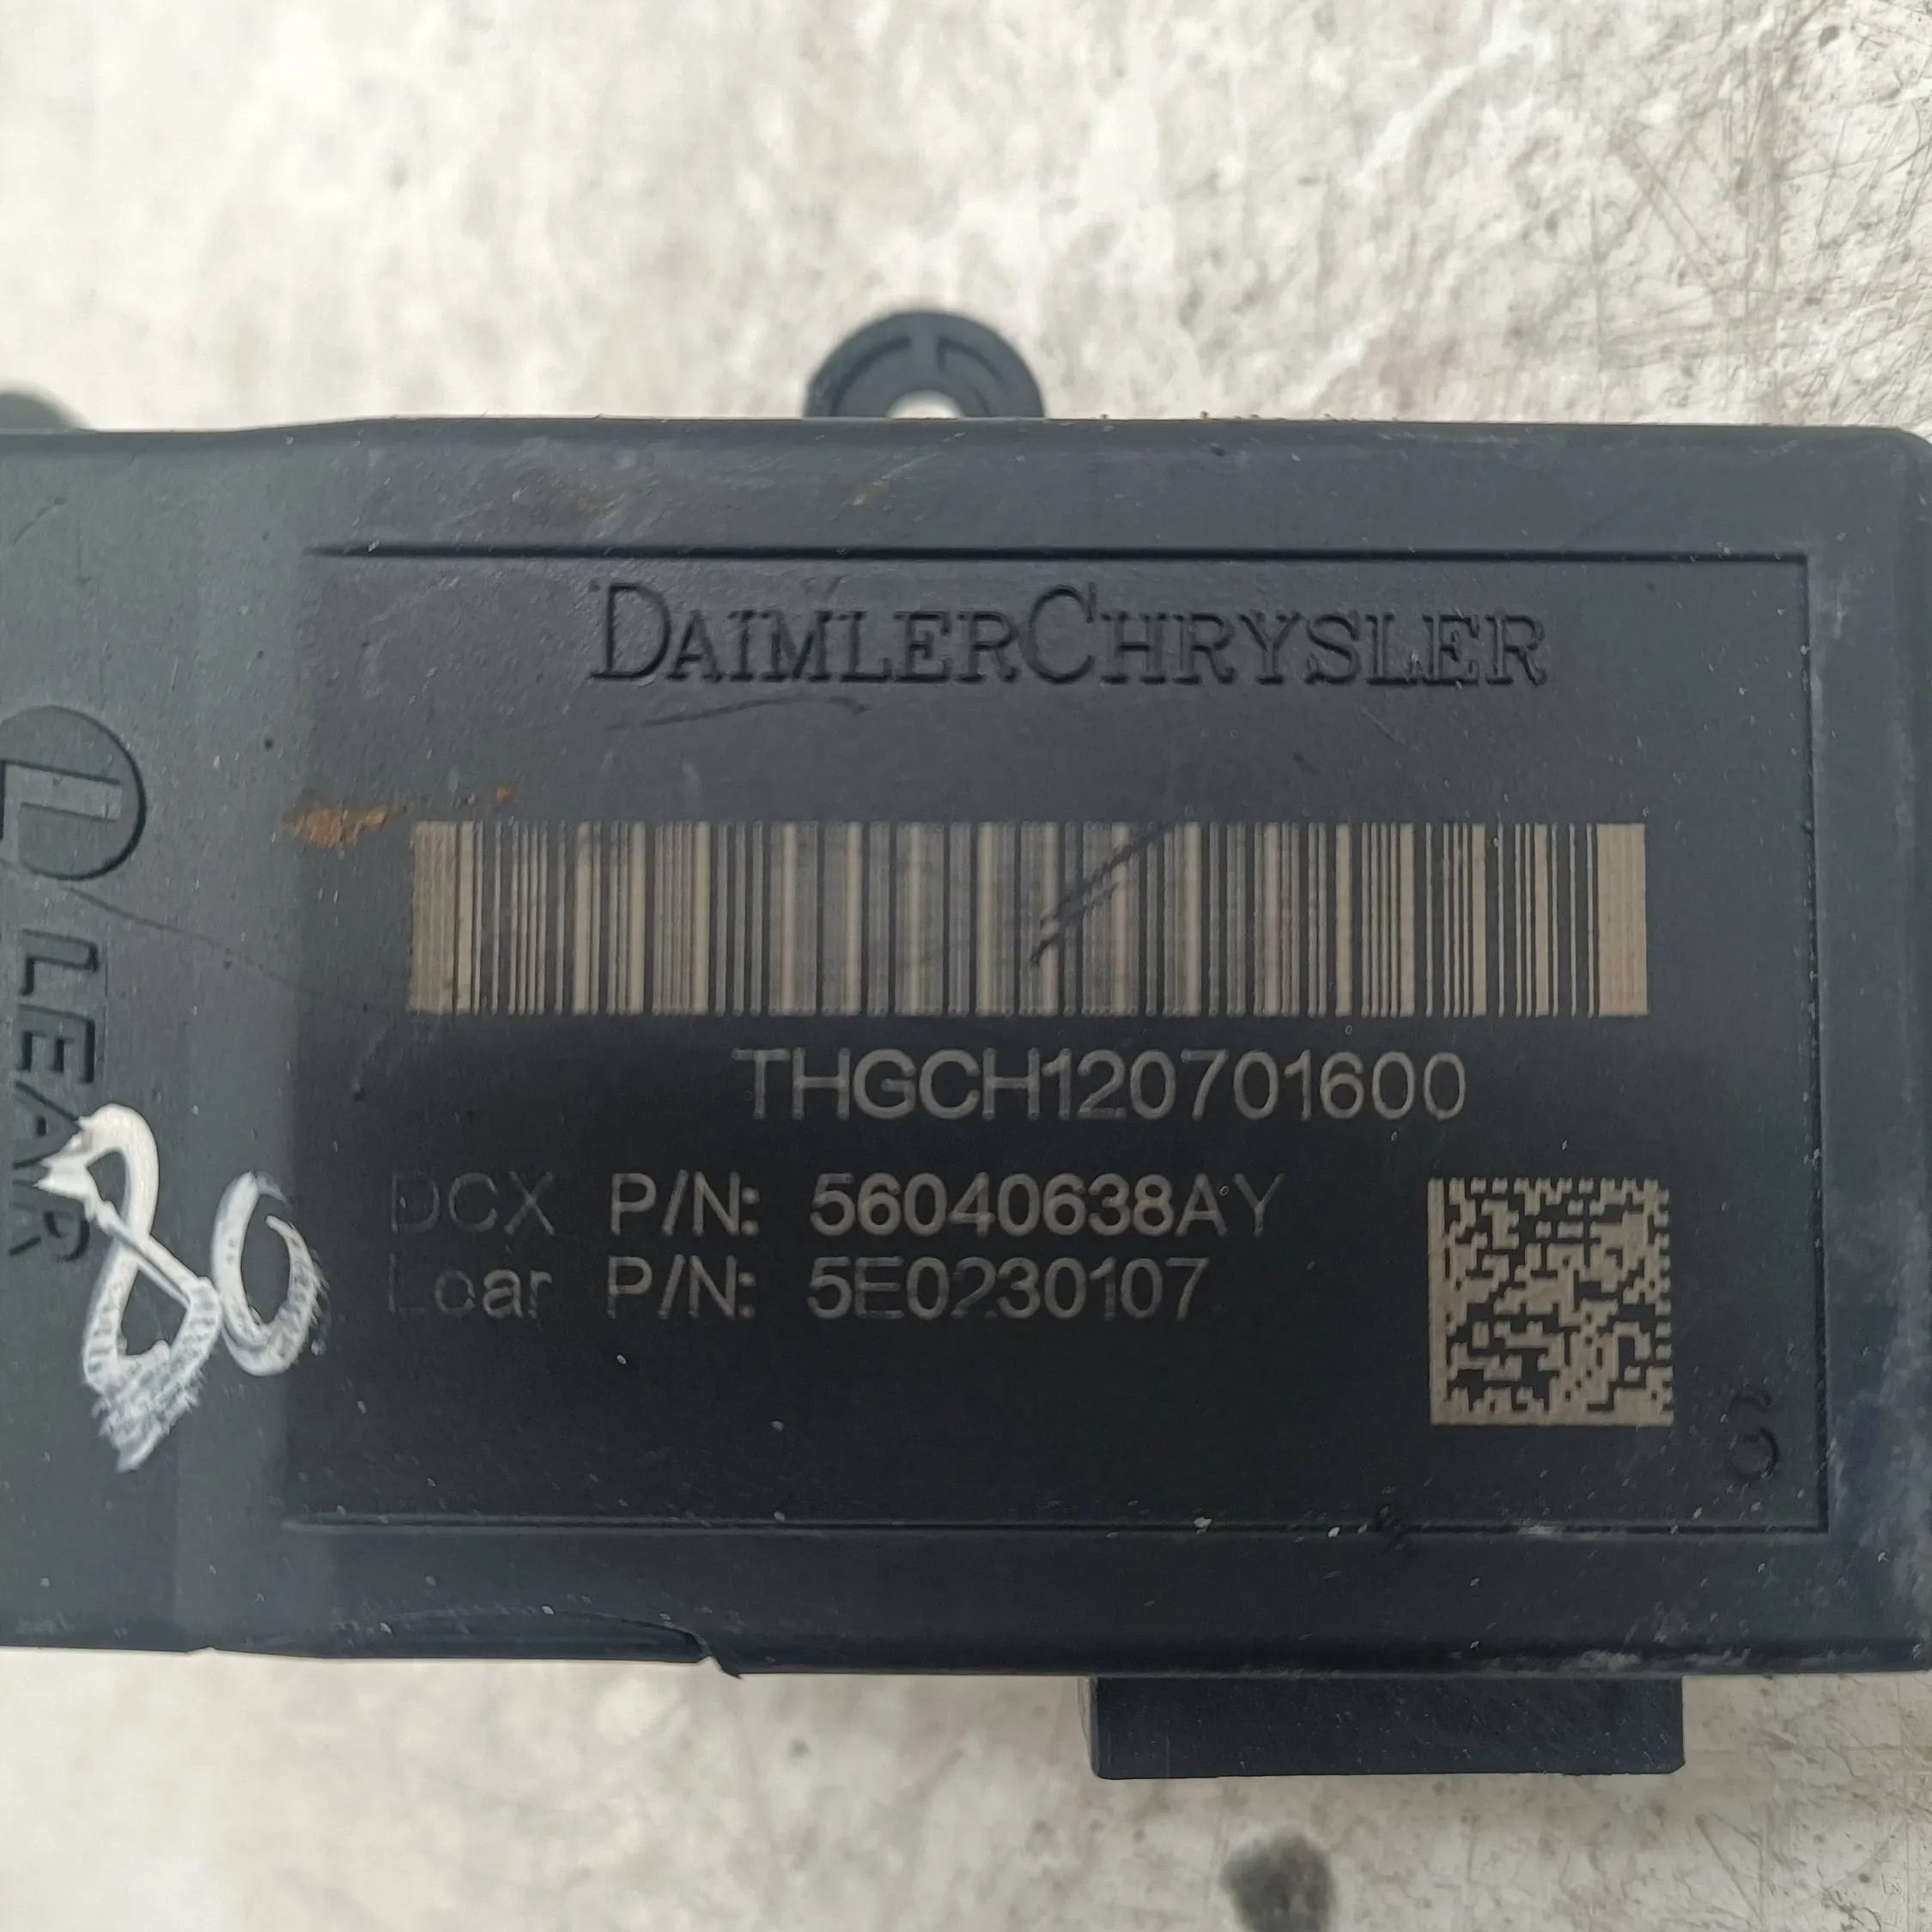 DAIMLERCHRYSLER
THGCH120701600
DCX P/N: 56040638AY
Lear P/N: 5E0230107
LEAR
80